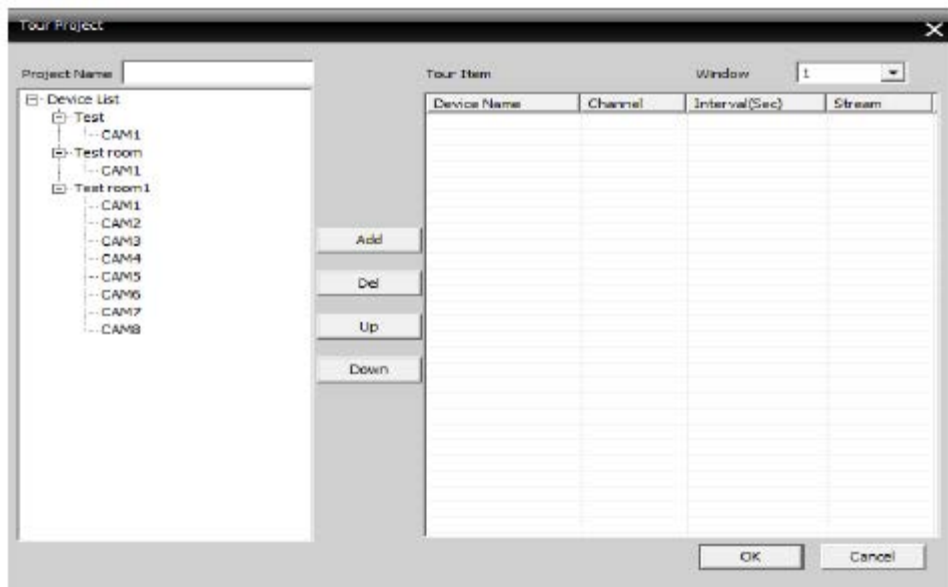 Tour Project
Project Name
Device List
Test
CAM1
Test room
CAM1
Test room1
CAM1
CAM2
CAM3
CAM4
CAM5
CAM6
CAM7
CAM8
Add
Del
Up
Down
Tour Item
Window 1
Device Name Channel Interval(Sec) Stream
OK Cancel